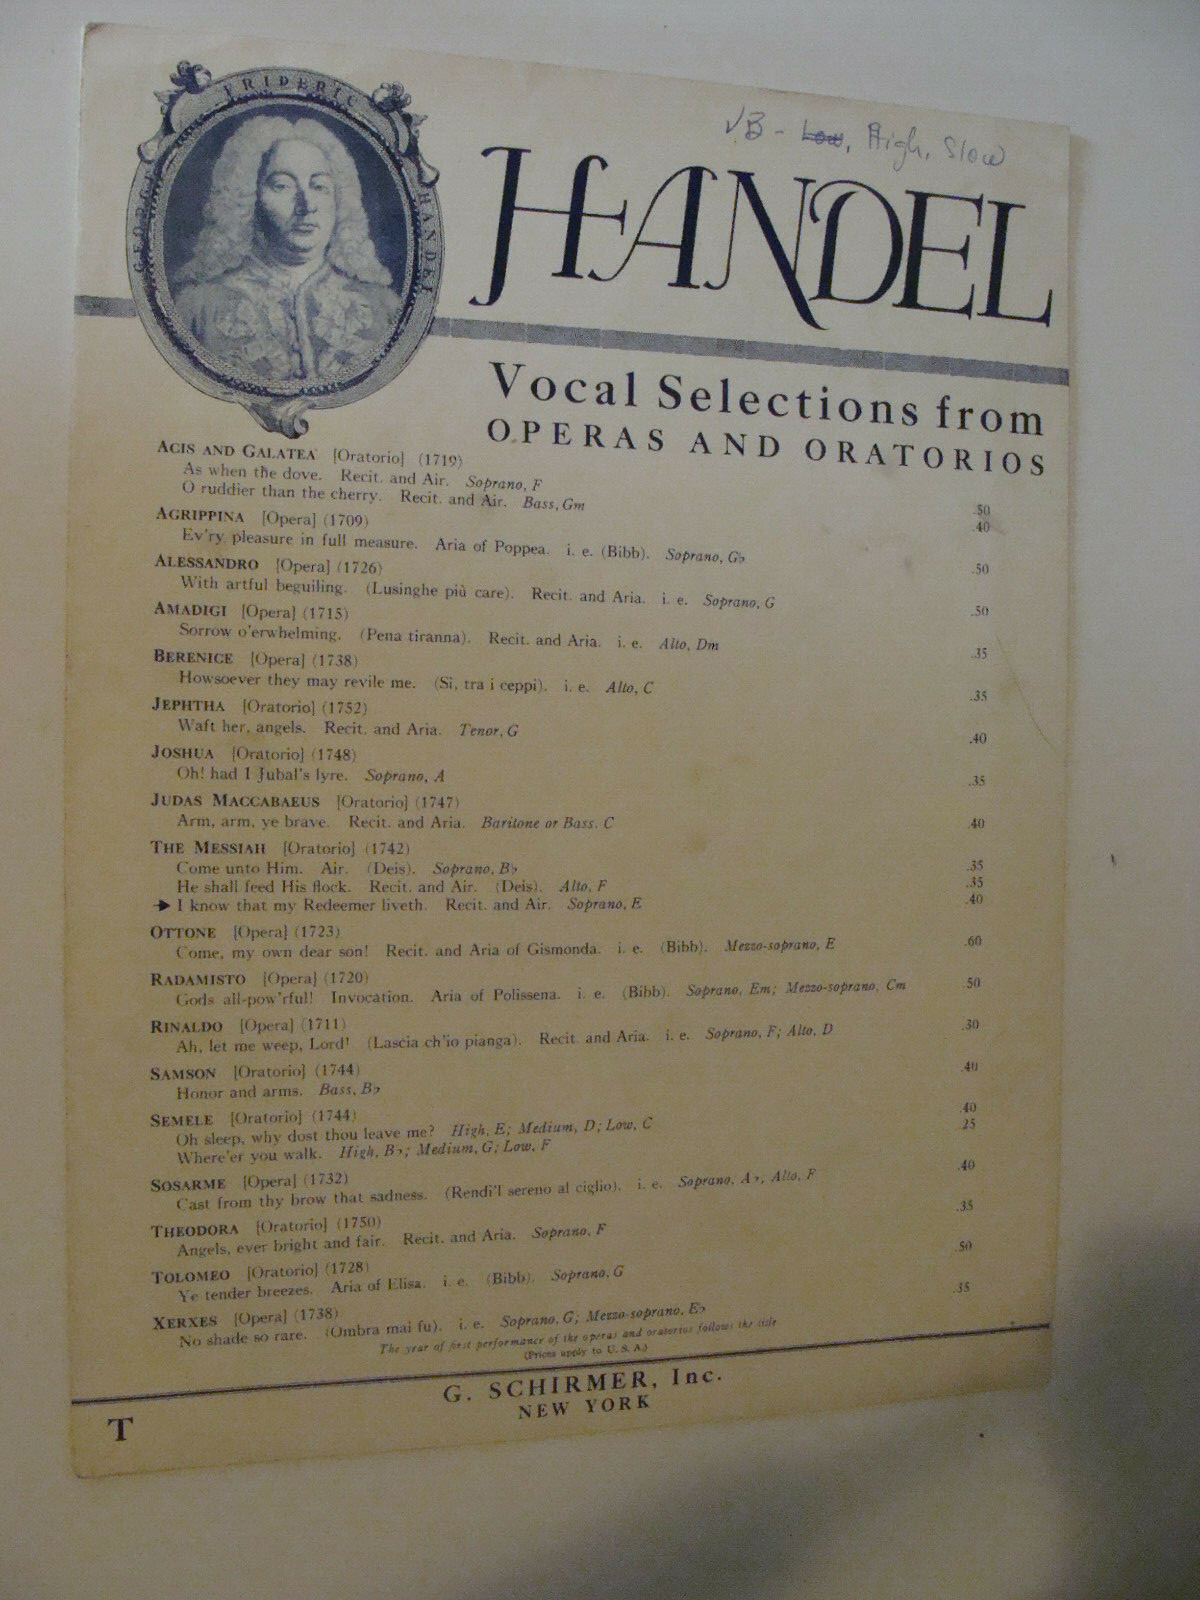 GEORGE FRIDERIC HANDEL
VB - Low, High, Slow
HANDEL
Vocal Selections from
OPERAS AND ORATORIOS
ACIS AND GALATEA [Oratorio] (1719)
As when the dove. Recit. and Air. Soprano, F .50
O ruddier than the cherry. Recit. and Air. Bass, Gm .40
AGRIPPINA [Opera] (1709)
Ev'ry pleasure in full measure. Aria of Poppea. i. e. (Bibb). Soprano, G♭ .50
ALESSANDRO [Opera] (1726)
With artful beguiling. (Lusinghe più care). Recit. and Aria. i. e. Soprano, G .50
AMADIGI [Opera] (1715)
Sorrow o'erwhelming. (Pena tiranna). Recit. and Aria. i. e. Alto, Dm .35
BERENICE [Opera] (1738)
Howsoever they may revile me. (Sì, tra i ceppi). i. e. Alto, C .35
JEPHTHA [Oratorio] (1752)
Waft her, angels. Recit. and Aria. Tenor, G .40
JOSHUA [Oratorio] (1748)
Oh! had I Jubal's lyre. Soprano, A .35
JUDAS MACCABAEUS [Oratorio] (1747)
Arm, arm, ye brave. Recit. and Aria. Baritone or Bass. C .40
THE MESSIAH [Oratorio] (1742)
Come unto Him. Air. (Deis). Soprano, B♭ .35
He shall feed His flock. Recit. and Air. (Deis). Alto, F .35
I know that my Redeemer liveth. Recit. and Air. Soprano, E .40
OTTONE [Opera] (1723)
Come, my own dear son! Recit. and Aria of Gismonda. i. e. (Bibb). Mezzo-soprano, E .60
RADAMISTO [Opera] (1720)
Gods all-pow'rful! Invocation. Aria of Polissena. i. e. (Bibb). Soprano, Em; Mezzo-soprano, Cm .50
RINALDO [Opera] (1711)
Ah, let me weep, Lord! (Lascia ch'io pianga). Recit. and Aria. i. e. Soprano, F; Alto, D .30
SAMSON [Oratorio] (1744)
Honor and arms. Bass, B♭ .40
SEMELE [Oratorio] (1744)
Oh sleep, why dost thou leave me? High, E; Medium, D; Low, C .40
Where'er you walk. High, B♭; Medium, G; Low, F .25
SOSARME [Opera] (1732)
Cast from thy brow that sadness. (Rendi'l sereno al ciglio). i. e. Soprano, A♭, Alto, F .40
THEODORA [Oratorio] (1750)
Angels, ever bright and fair. Recit. and Aria. Soprano, F .35
TOLOMEO [Oratorio] (1728)
Ye tender breezes. Aria of Elisa. i. e. (Bibb). Soprano, G .50
XERXES [Opera] (1738)
No shade so rare. (Ombra mai fu). i. e. Soprano, G; Mezzo-soprano, E♭ .35
The year of first performance of the operas and oratorios follows the title
(Prices apply to U. S. A.)
G. SCHIRMER, Inc.
NEW YORK
T